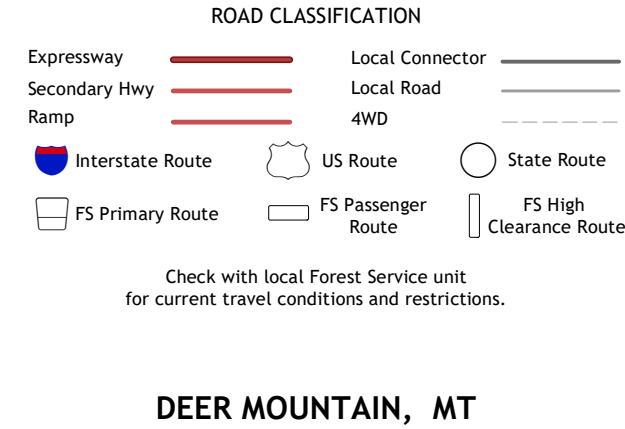 ROAD CLASSIFICATION
Expressway
Local Connector
Secondary Hwy
Local Road
Ramp
4WD
Interstate Route
US Route
State Route
FS Primary Route
FS Passenger
Route
FS High
Clearance Route
Check with local Forest Service unit
for current travel conditions and restrictions.
DEER MOUNTAIN, MT